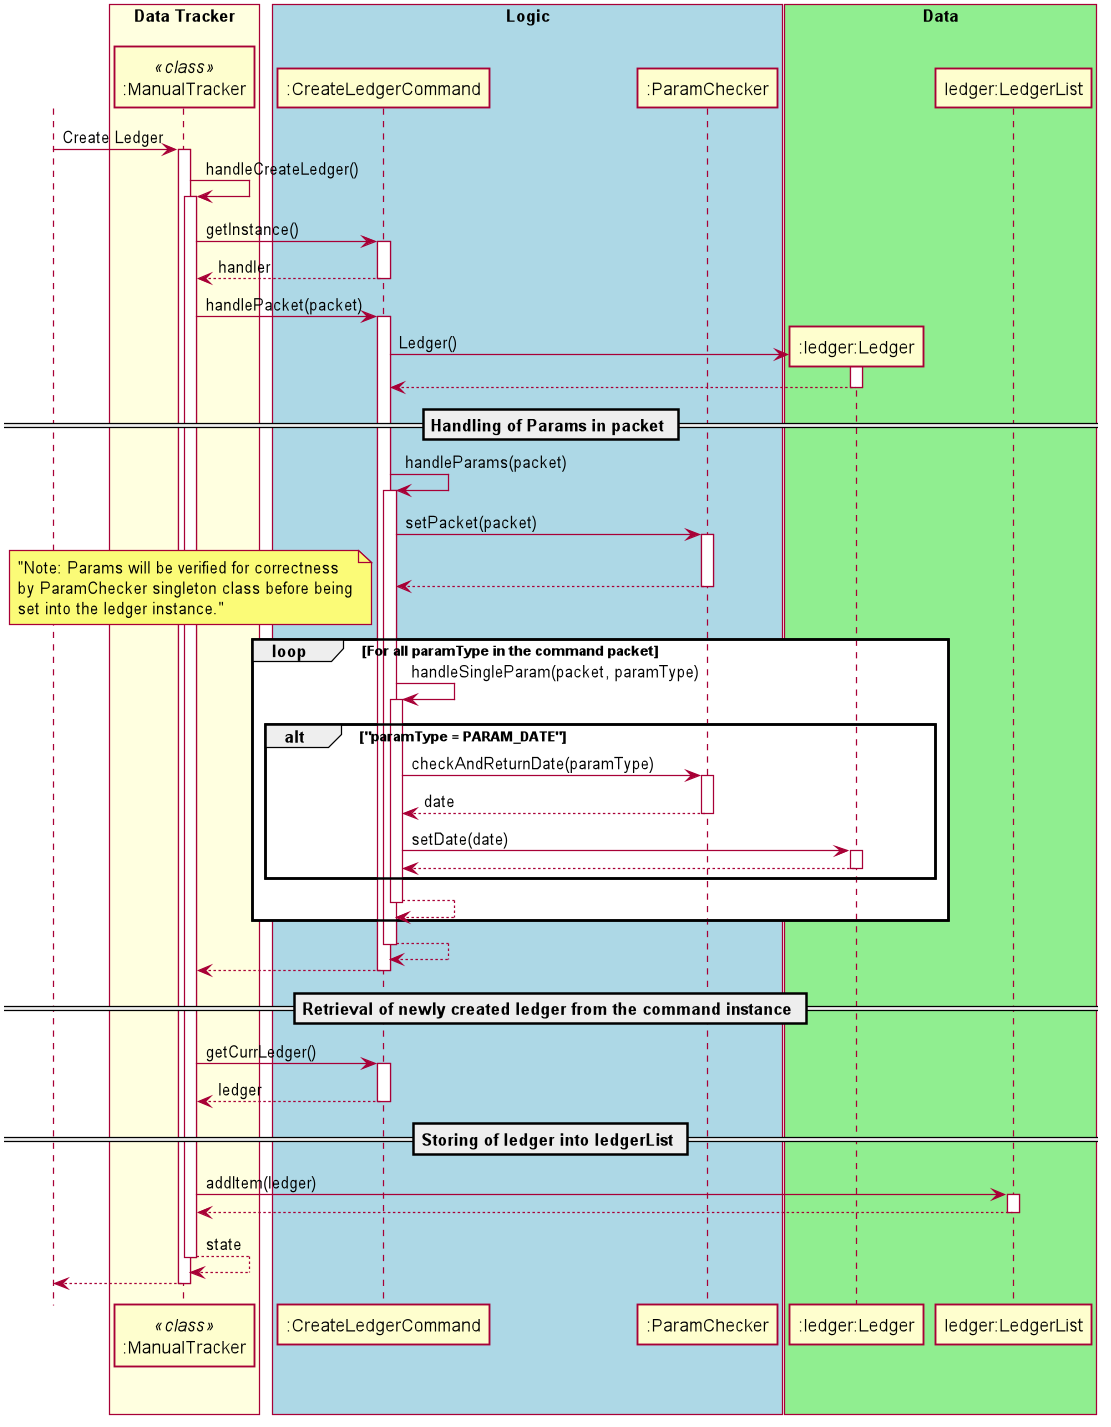 Data Tracker
Logic
Data
«class»
:ManualTracker
:CreateLedgerCommand
:ParamChecker
ledger:LedgerList
Create Ledger
handleCreateLedger()
getInstance()
handler
handlePacket(packet)
Ledger()
:ledger:Ledger
Handling of Params in packet
handleParams(packet)
setPacket(packet)
"Note: Params will be verified for correctness
by ParamChecker singleton class before being
set into the ledger instance."
loop
[For all paramType in the command packet]
handleSingleParam(packet, paramType)
alt
["paramType = PARAM_DATE"]
checkAndReturnDate(paramType)
date
setDate(date)
Retrieval of newly created ledger from the command instance
getCurrLedger()
ledger
Storing of ledger into ledgerList
addItem(ledger)
state
«class»
:ManualTracker
:CreateLedgerCommand
:ParamChecker
:ledger:Ledger
ledger:LedgerList